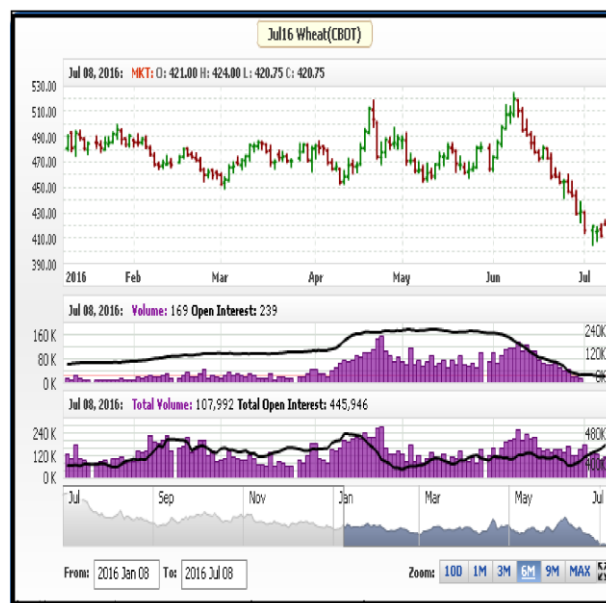 Jul16 Wheat(CBOT)
Jul 08, 2016: MKT: O: 421.00 H: 424.00 L: 420.75 C: 420.75
530.00
510.00
490.00
470.00
450.00
430.00
410.00
390.00
2016 Feb Mar Apr May Jun Jul
Jul 08, 2016: Volume: 169 Open Interest: 239
160 K 240K
80 K 120K
0 K 0K
Jul 08, 2016: Total Volume: 107,992 Total Open Interest: 445,946
240 K 480K
120 K 400K
0 K
Jul Sep Nov Jan Mar May Jul
From: 2016 Jan 08 To: 2016 Jul 08 Zoom: 10D 1M 3M 6M 9M MAX